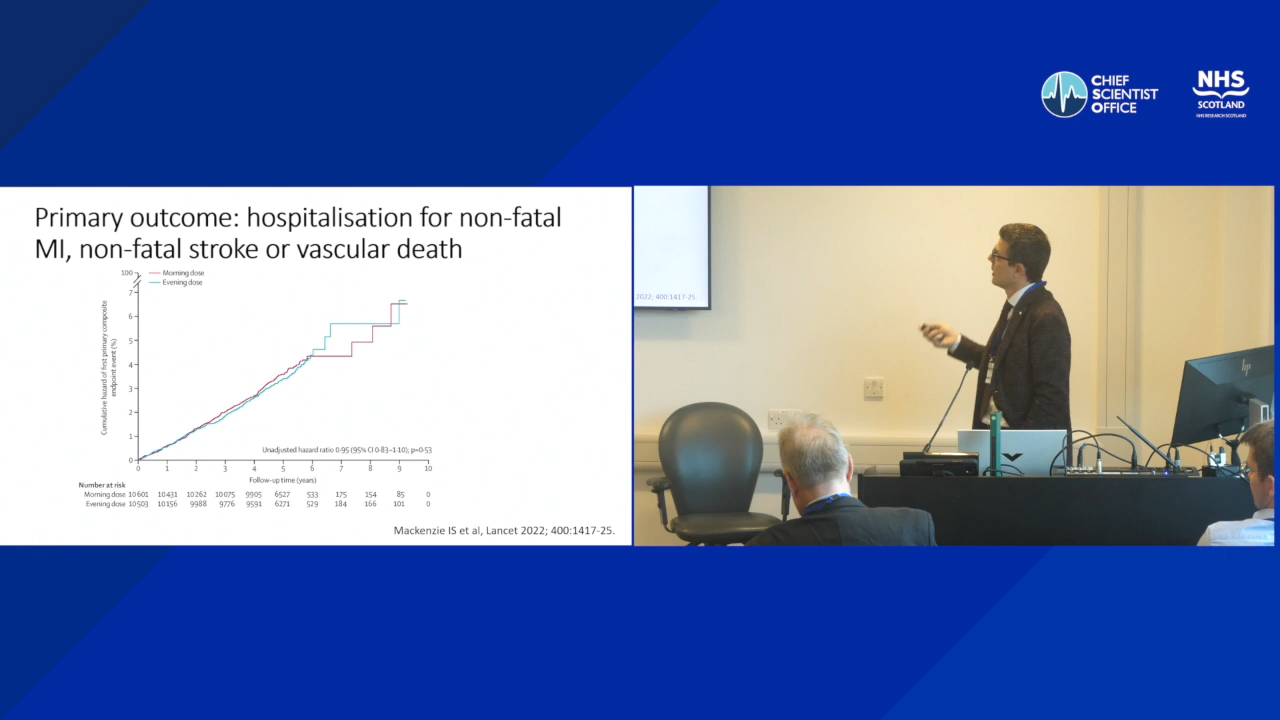 CHIEF
SCIENTIST
OFFICE
NHS
SCOTLAND
NHS RESEARCH SCOTLAND
Primary outcome: hospitalisation for non-fatal
MI, non-fatal stroke or vascular death
Morning dose
Evening dose
100
7
6
5
4
3
2
1
0
Cumulative hazard of first primary composite
endpoint event (%)
Unadjusted hazard ratio 0·95 (95% CI 0·83–1·10); p=0·53
0 1 2 3 4 5 6 7 8 9 10
Follow-up time (years)
Number at risk
Morning dose 10 601 10 431 10 262 10 075 9905 6527 533 175 154 85 0
Evening dose 10 503 10 156 9988 9776 9591 6271 529 184 166 101 0
Mackenzie IS et al, Lancet 2022; 400:1417-25.
2022; 400:1417-25.
hp